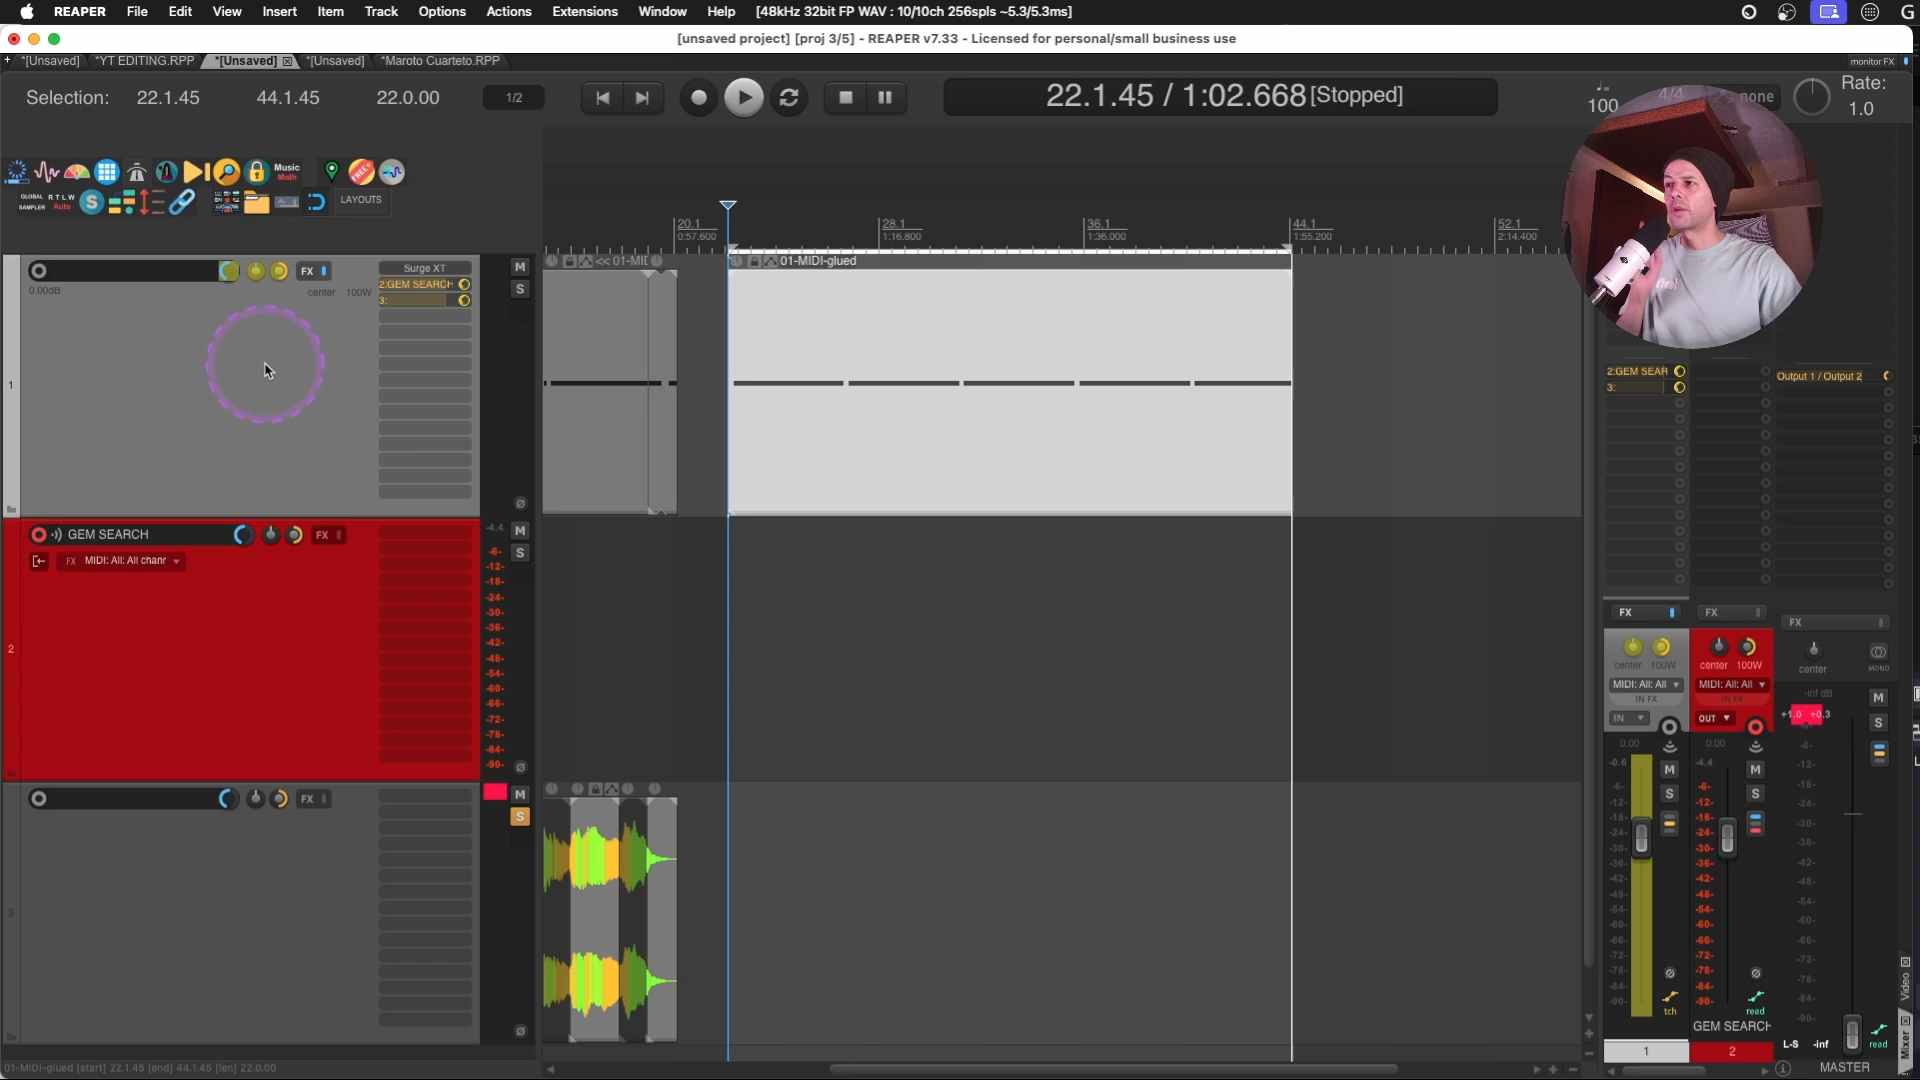 REAPER File Edit View Insert Item Track Options Actions Extensions Window Help [48kHz 32bit FP WAV : 10/10ch 256spls ~5.3/5.3ms]
[unsaved project] [proj 3/5] - REAPER v7.33 - Licensed for personal/small business use
+ *[Unsaved] *YT EDITING.RPP *[Unsaved] *[Unsaved] *Maroto Cuarteto.RPP
monitor FX
Selection: 22.1.45 44.1.45 22.0.00 1/2
22.1.45 / 1:02.668 [Stopped]
100 4/4 none
Rate:
1.0
Music
Math
FREE
GLOBAL SAMPLER
R T L W
Auto
S
LAYOUTS
20.1 28.1 36.1 44.1 52.1
0:57.600 1:16.800 1:36.000 1:55.200 2:14.400
<< 01-MID
01-MIDI-glued
FX
Surge XT
0.00dB
center 100W
2:GEM SEARCH
3:
M
S
1
GEM SEARCH
FX
FX MIDI: All: All chanr
-4.4
M
S
-6-
-12-
-18-
-24-
-30-
-36-
-42-
-48-
-54-
-60-
-66-
-72-
-78-
-84-
-90-
2
FX
M
S
3
2:GEM SEAR
3:
Output 1 / Output 2
FX FX FX
center 100W center 100W center
MONO
MIDI: All: All MIDI: All: All
IN FX IN FX
IN OUT
-inf dB
+1.0 +0.3
M
S
0.00 0.00
-0.6 -4.4
M M
S S
-6- -6- -6-
-12- -12- -12-
-18- -18- -18-
-24- -24- -24-
-30- -30- -30-
-36- -36- -36-
-42- -42- -42-
-48- -48- -48-
-54- -54- -54-
-60- -60- -60-
-66- -66- -66-
-72- -72- -72-
-78- -78- -78-
-84- -84- -84-
-90- -90- -90-
tch read
GEM SEARCH
L-S -inf read
1 2 MASTER
Video
Mixer
01-MIDI-glued [start] 22.1.45 [end] 44.1.45 [len] 22.0.00